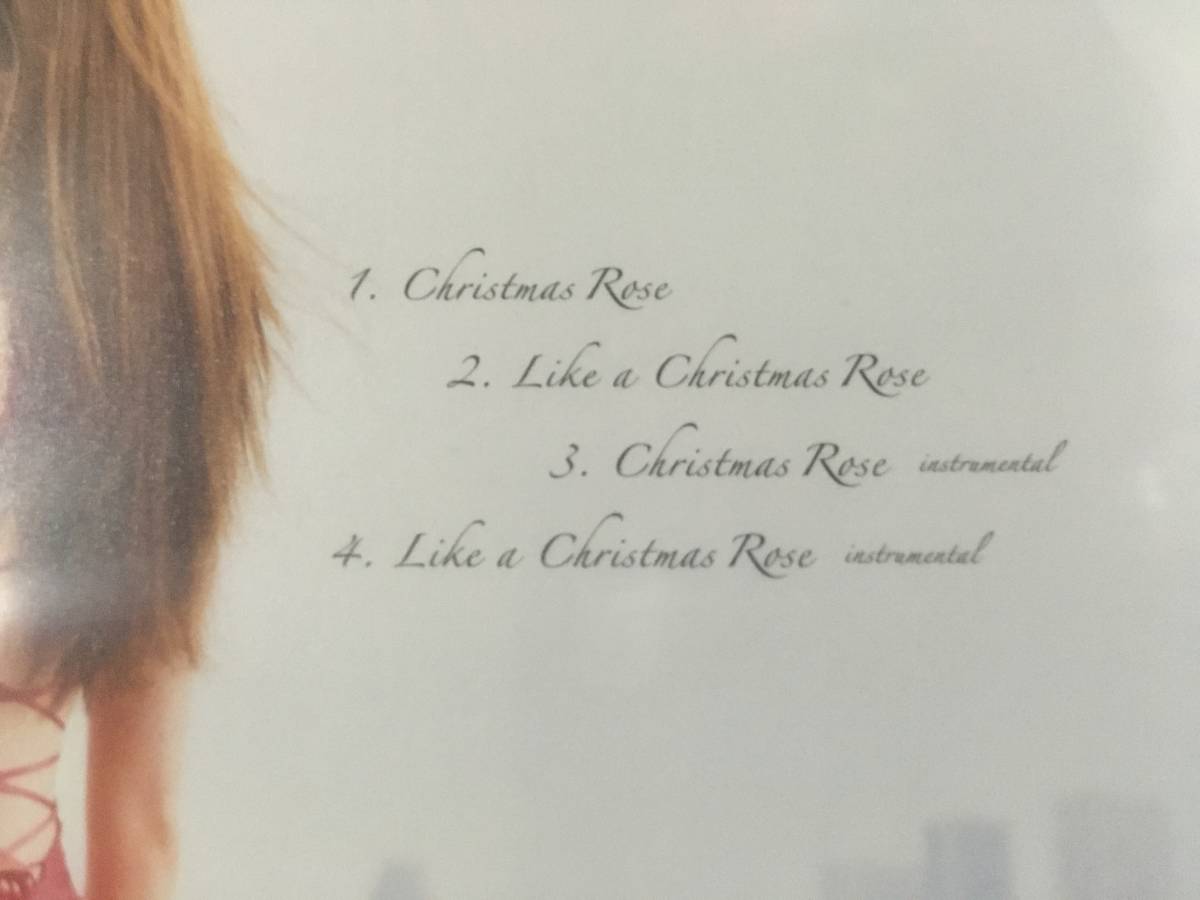 1. Christmas Rose
2. Like a Christmas Rose
3. Christmas Rose instrumental
4. Like a Christmas Rose instrumental